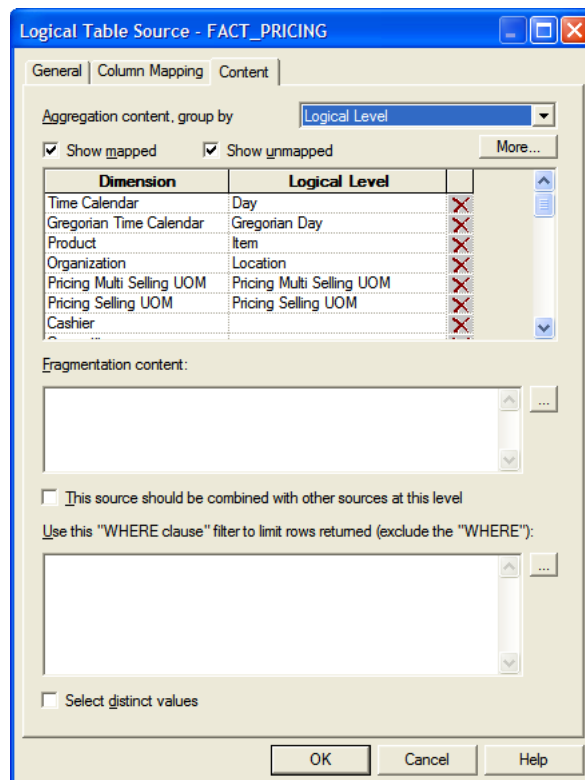 Logical Table Source - FACT_PRICING
General Column Mapping Content
Aggregation content, group by Logical Level
Show mapped Show unmapped More...
Dimension Logical Level
Time Calendar Day
Gregorian Time Calendar Gregorian Day
Product Item
Organization Location
Pricing Multi Selling UOM Pricing Multi Selling UOM
Pricing Selling UOM Pricing Selling UOM
Cashier
Fragmentation content:
...
This source should be combined with other sources at this level
Use this "WHERE clause" filter to limit rows returned (exclude the "WHERE"):
...
Select distinct values
OK Cancel Help